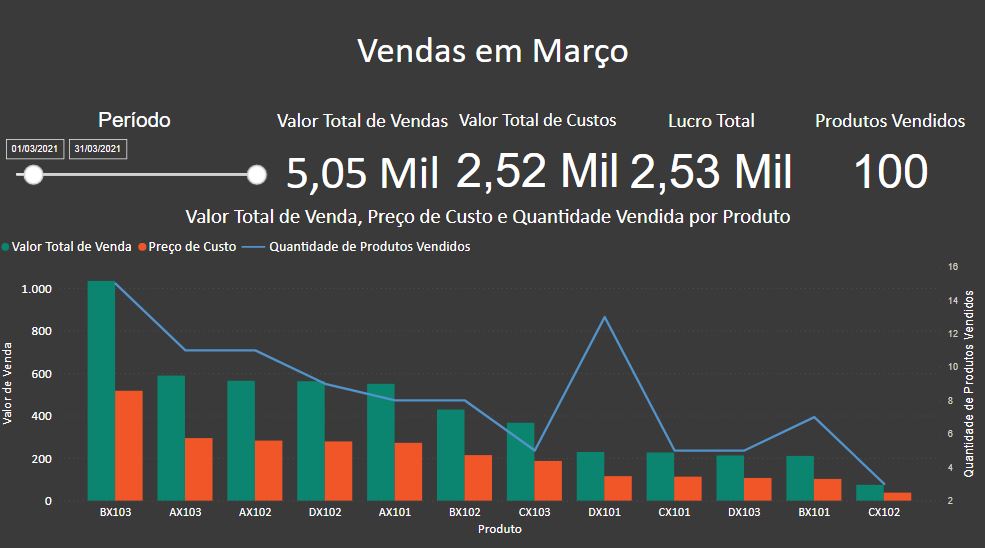 Vendas em Março
Período
01/03/2021 31/03/2021
Valor Total de Vendas
5,05 Mil
Valor Total de Custos
2,52 Mil
Lucro Total
2,53 Mil
Produtos Vendidos
100
Valor Total de Venda, Preço de Custo e Quantidade Vendida por Produto
Valor Total de Venda Preço de Custo Quantidade de Produtos Vendidos
Valor de Venda
1.000
800
600
400
200
0
16
14
12
10
8
6
4
2
Quantidade de Produtos Vendidos
BX103 AX103 AX102 DX102 AX101 BX102 CX103 DX101 CX101 DX103 BX101 CX102
Produto